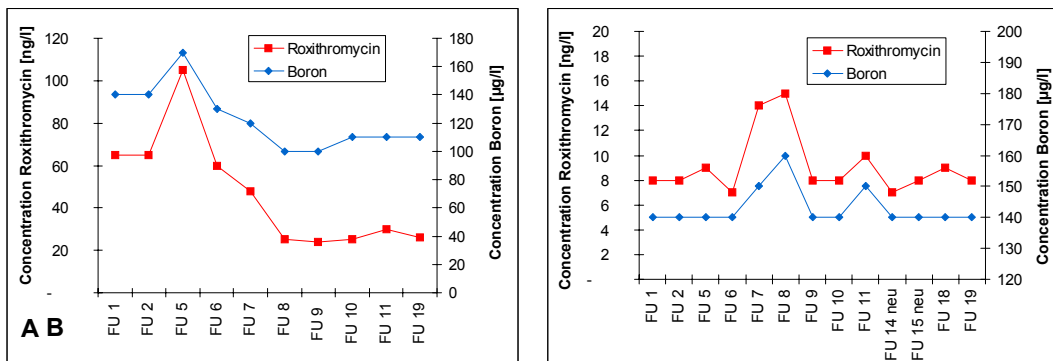 Concentration Roxithromycin [ng/l]
120
100
80
60
40
20
-
Roxithromycin
Boron
180
160
140
120
100
80
60
40
20
0
Concentration Boron [µg/l]
FU 1
FU 2
FU 5
FU 6
FU 7
FU 8
FU 9
FU 10
FU 11
FU 19
A B
Concentration Roxithromycin [ng/l]
20
18
16
14
12
10
8
6
4
2
-
Roxithromycin
Boron
200
190
180
170
160
150
140
130
120
Concentration Boron [µg/l]
FU 1
FU 2
FU 5
FU 6
FU 7
FU 8
FU 9
FU 10
FU 11
FU 14 neu
FU 15 neu
FU 18
FU 19